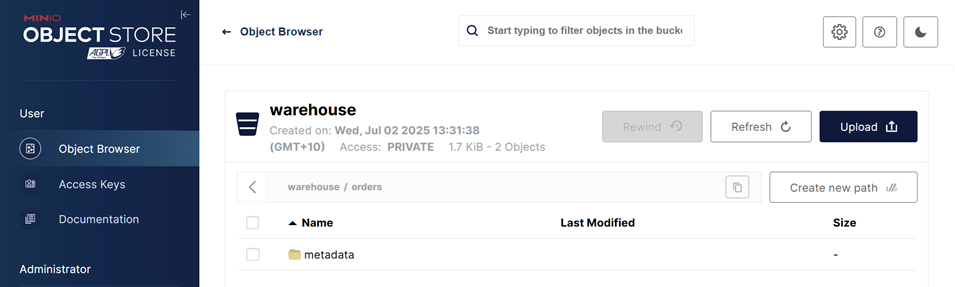 MINIO
OBJECT STORE
AGPL LICENSE
User
Object Browser
Access Keys
Documentation
Administrator
← Object Browser
Start typing to filter objects in the bucke
warehouse
Created on: Wed, Jul 02 2025 13:31:38
(GMT+10) Access: PRIVATE 1.7 KiB - 2 Objects
Rewind
Refresh
Upload
warehouse / orders
Create new path
Name Last Modified Size
metadata -